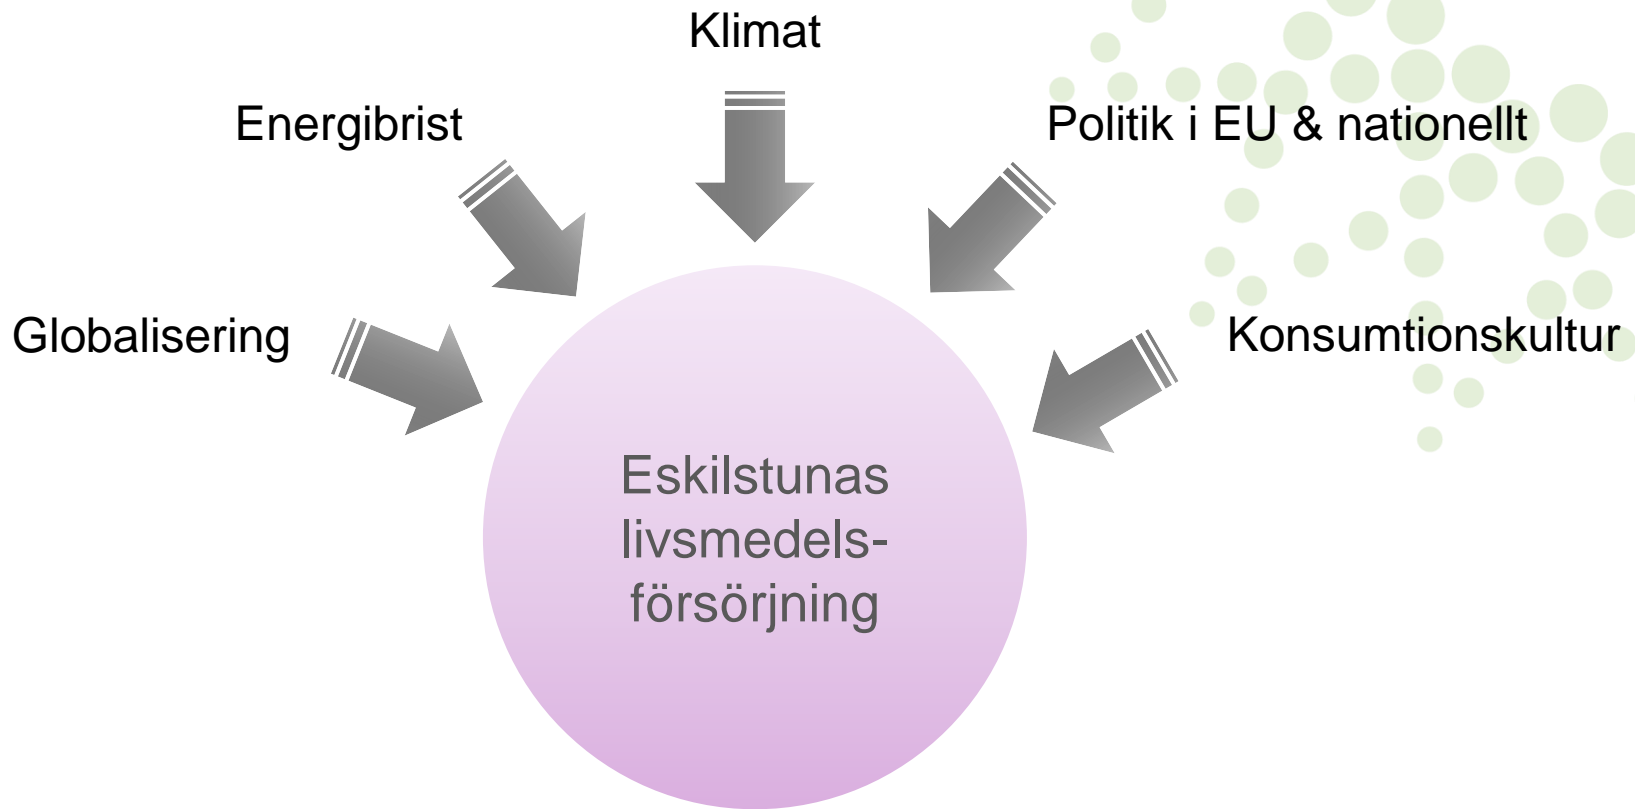 Klimat
Energibrist
Politik i EU & nationellt
Globalisering
Konsumtionskultur
Eskilstunas
livsmedels-
försörjning